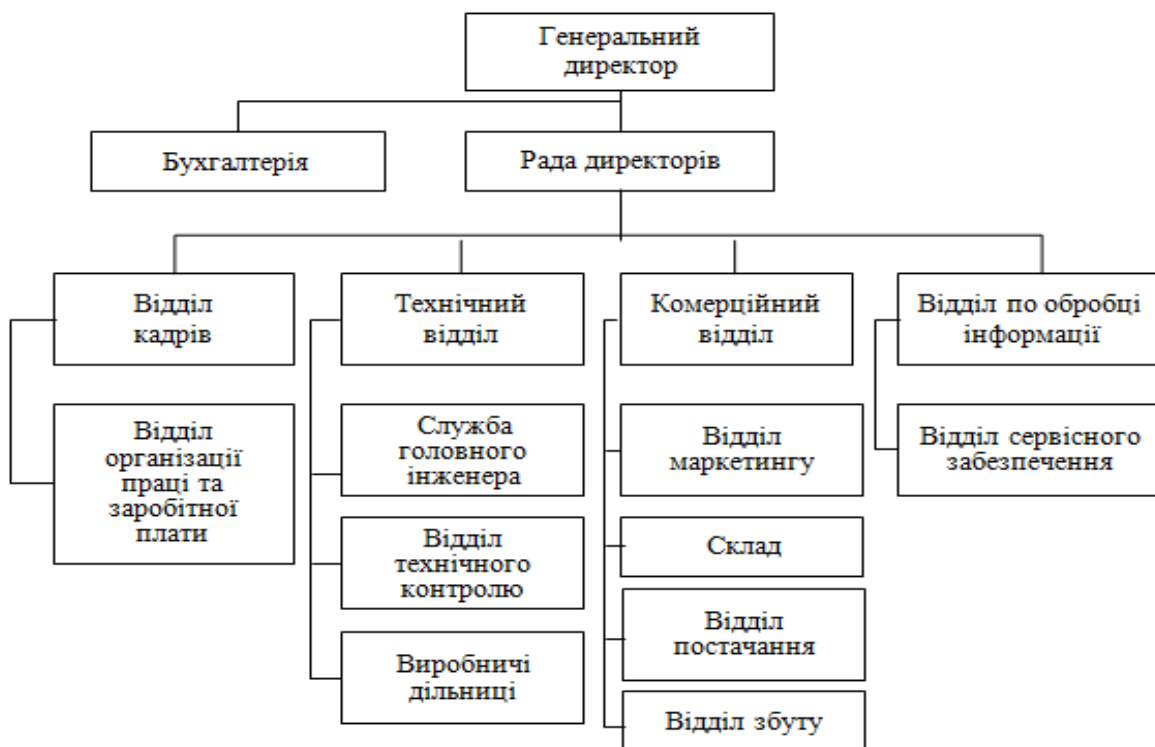 Генеральний
директор
Бухгалтерія
Рада директорів
Відділ
кадрів
Технічний
відділ
Комерційний
відділ
Відділ по обробці
інформації
Відділ
організації
праці та
заробітної
плати
Служба
головного
інженера
Відділ
маркетингу
Відділ сервісного
забезпечення
Відділ
технічного
контролю
Склад
Виробничі
дільниці
Відділ
постачання
Відділ збуту